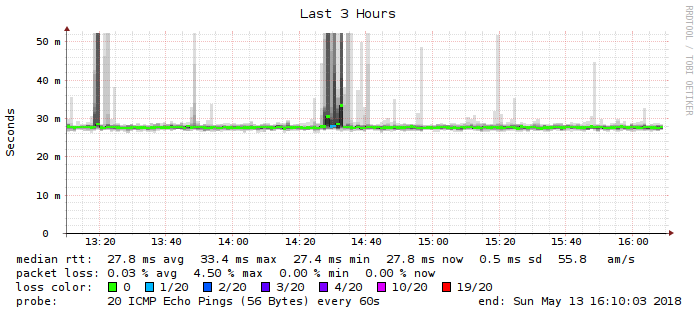 Last 3 Hours
RRDTOOL / TOBI OETIKER
Seconds
50 m
40 m
30 m
20 m
10 m
0
13:20 13:40 14:00 14:20 14:40 15:00 15:20 15:40 16:00
median rtt: 27.8 ms avg 33.4 ms max 27.4 ms min 27.8 ms now 0.5 ms sd 55.8 am/s
packet loss: 0.03 % avg 4.50 % max 0.00 % min 0.00 % now
loss color: 0 1/20 2/20 3/20 4/20 10/20 19/20
probe: 20 ICMP Echo Pings (56 Bytes) every 60s end: Sun May 13 16:10:03 2018